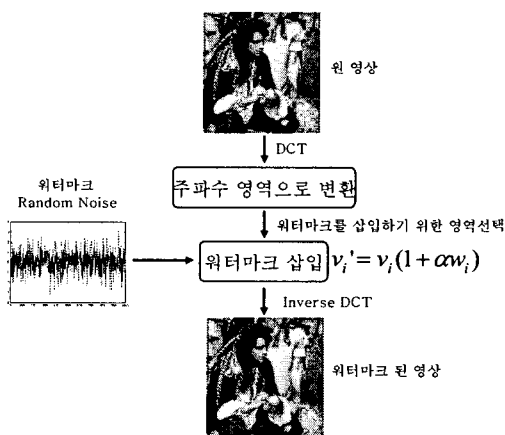 원 영상
DCT
주파수 영역으로 변환
워터마크
Random Noise
워터마크를 삽입하기 위한 영역선택
워터마크 삽입
v_i' = v_i(1 + αw_i)
Inverse DCT
워터마크 된 영상